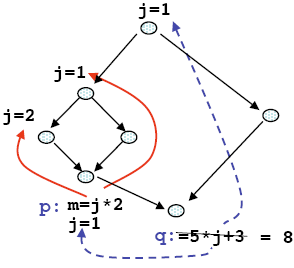 j=1
j=1
j=2
p: m=j*2
j=1
q: =5*j+3 = 8